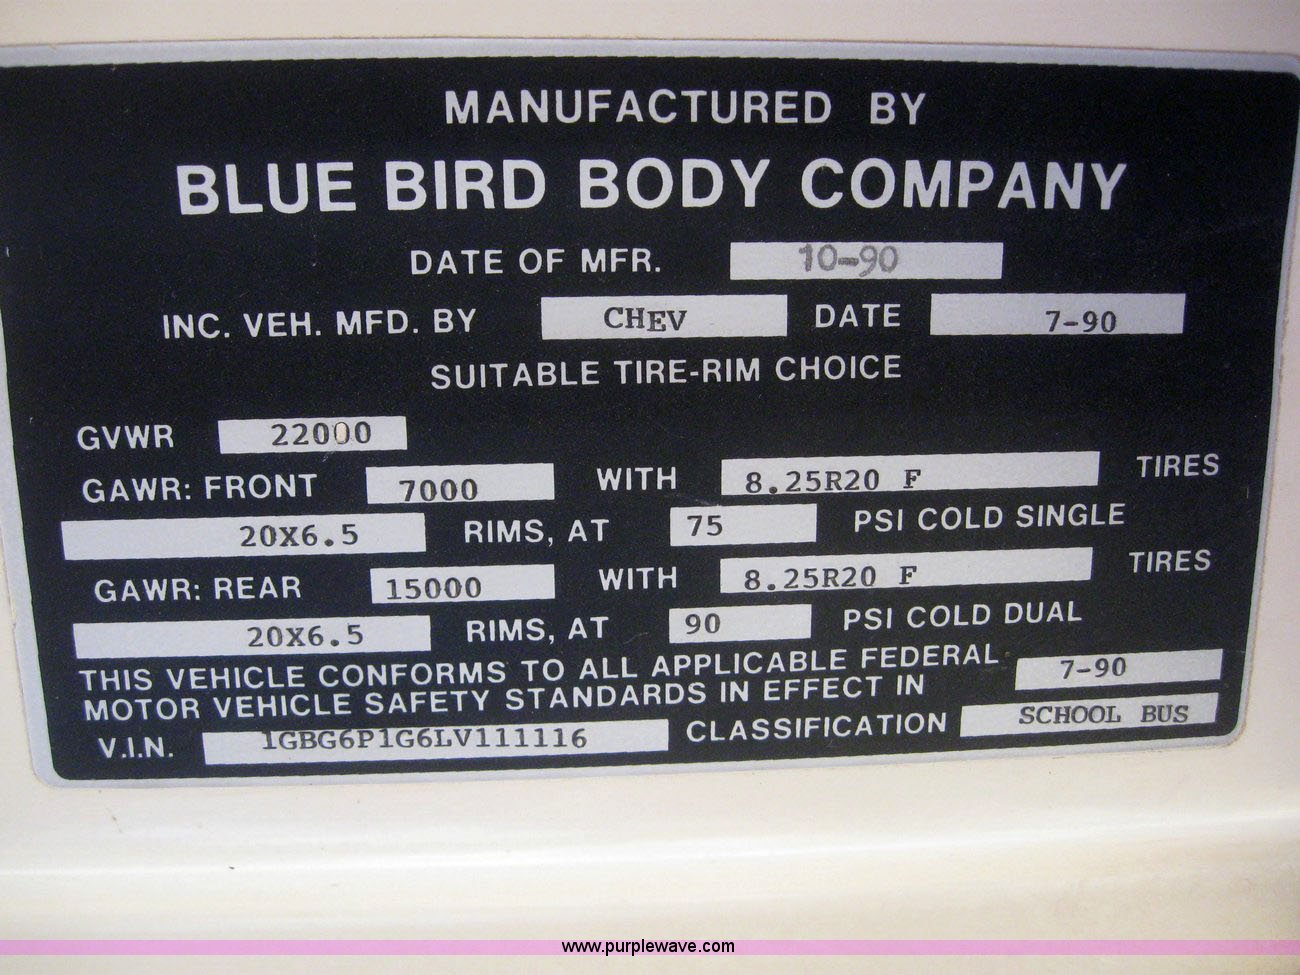 MANUFACTURED BY
BLUE BIRD BODY COMPANY
DATE OF MFR. 10-90
INC. VEH. MFD. BY CHEV DATE 7-90
SUITABLE TIRE-RIM CHOICE
GVWR 22000
GAWR: FRONT 7000 WITH 8.25R20 F TIRES
20X6.5 RIMS, AT 75 PSI COLD SINGLE
GAWR: REAR 15000 WITH 8.25R20 F TIRES
20X6.5 RIMS, AT 90 PSI COLD DUAL
THIS VEHICLE CONFORMS TO ALL APPLICABLE FEDERAL
MOTOR VEHICLE SAFETY STANDARDS IN EFFECT IN 7-90
V.I.N. 1GBG6P1G6LV111116 CLASSIFICATION SCHOOL BUS
www.purplewave.com